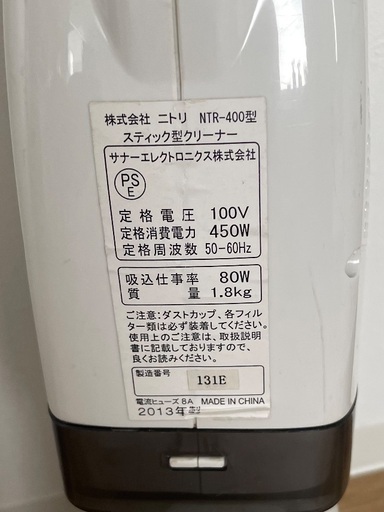 株式会社 ニトリ NTR-400型
スティック型クリーナー
サナーエレクトロニクス株式会社
PS
E
定格電圧 100V
定格消費電力 450W
定格周波数 50-60Hz
吸込仕事率 80W
質量 1.8kg
ご注意:ダストカップ、各フィル
ター類は必ず装着してください。
使用上のご注意は、取扱説明
書に記載してありますので、
良くお読みください。
製造番号 131E
電流ヒューズ8A MADE IN CHINA
2013年製